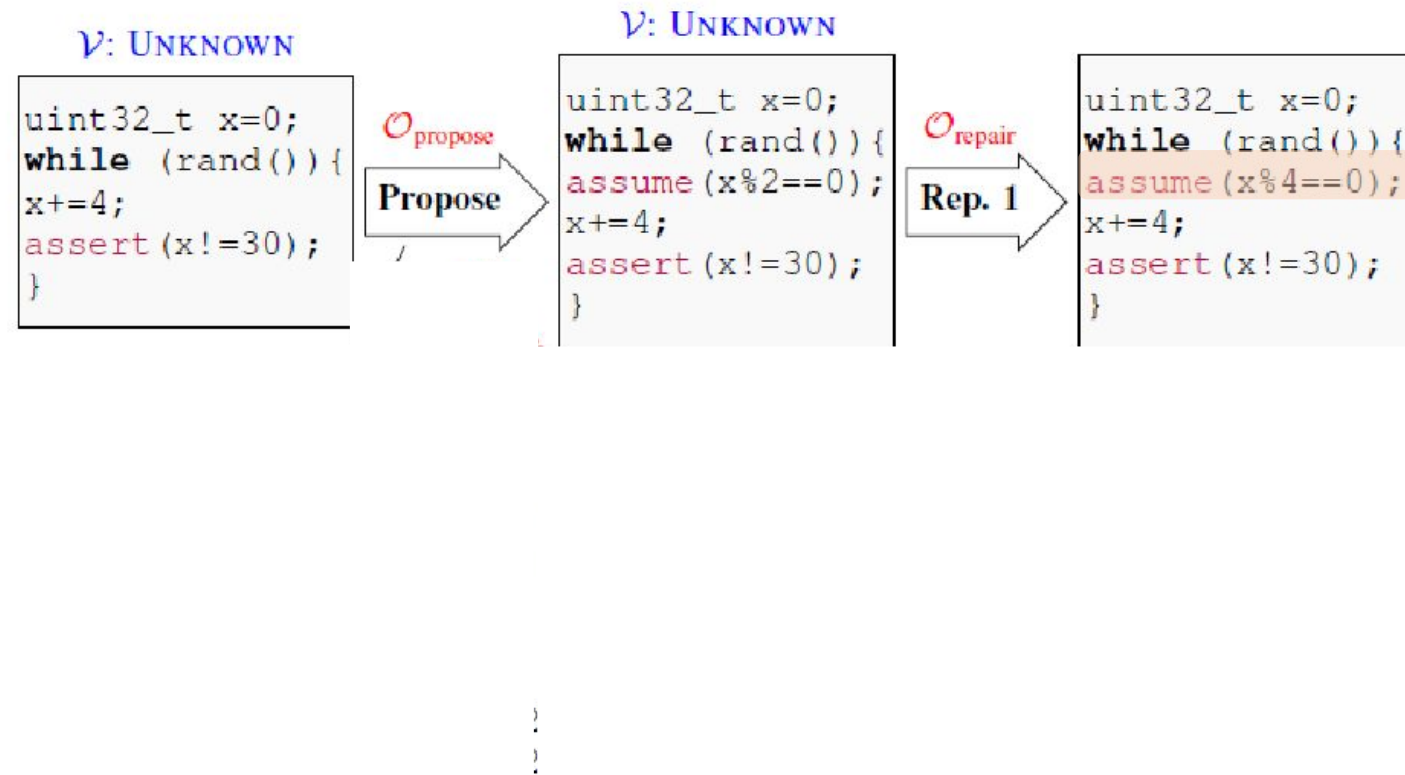 𝒱: UNKNOWN
uint32_t x=0;
while (rand()){
x+=4;
assert(x!=30);
}
𝒪propose
Propose
𝒱: UNKNOWN
uint32_t x=0;
while (rand()){
assume(x%2==0);
x+=4;
assert(x!=30);
}
𝒪repair
Rep. 1
uint32_t x=0;
while (rand()){
assume(x%4==0);
x+=4;
assert(x!=30);
}